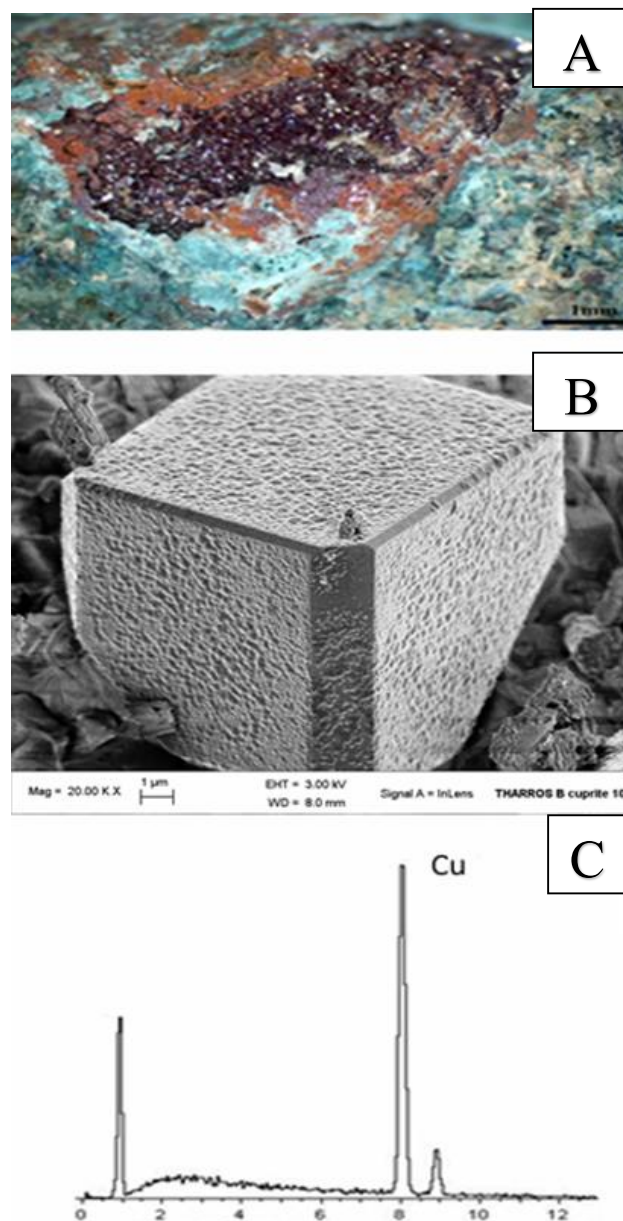 A
1mm
B
Mag = 20.00 K X
1 µm
EHT = 3.00 kV
WD = 8.0 mm
Signal A = InLens
THARROS B cuprite 10
C
Cu
0 2 4 6 8 10 12